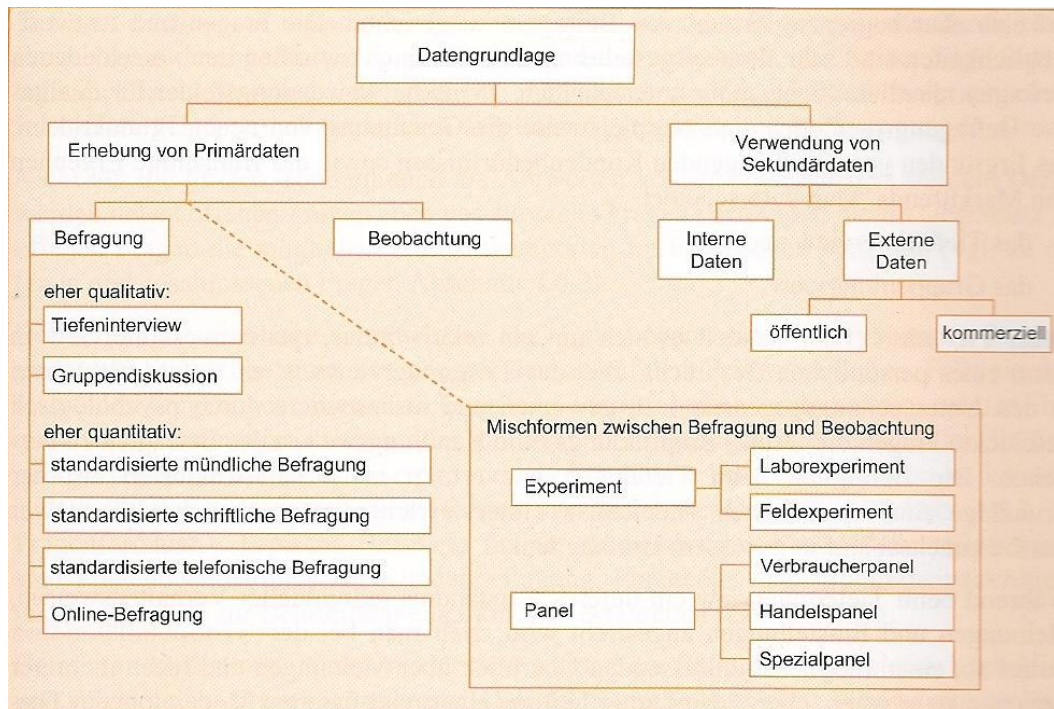 Datengrundlage
Erhebung von Primärdaten
Verwendung von
Sekundärdaten
Befragung
Beobachtung
Interne
Daten
Externe
Daten
eher qualitativ:
öffentlich
kommerziell
Tiefeninterview
Gruppendiskussion
eher quantitativ:
standardisierte mündliche Befragung
standardisierte schriftliche Befragung
standardisierte telefonische Befragung
Online-Befragung
Mischformen zwischen Befragung und Beobachtung
Experiment
Laborexperiment
Feldexperiment
Panel
Verbraucherpanel
Handelspanel
Spezialpanel